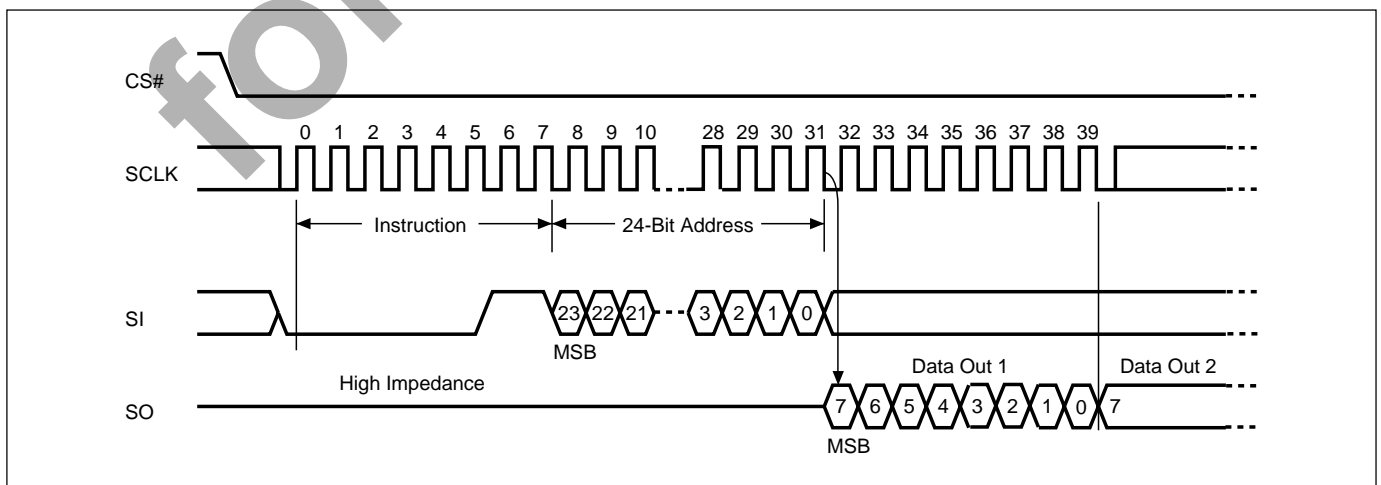 for
CS#
0 1 2 3 4 5 6 7 8 9 10 28 29 30 31 32 33 34 35 36 37 38 39
SCLK
Instruction 24-Bit Address
SI
23 22 21 3 2 1 0
MSB
High Impedance
Data Out 1 Data Out 2
SO
7 6 5 4 3 2 1 0 7
MSB